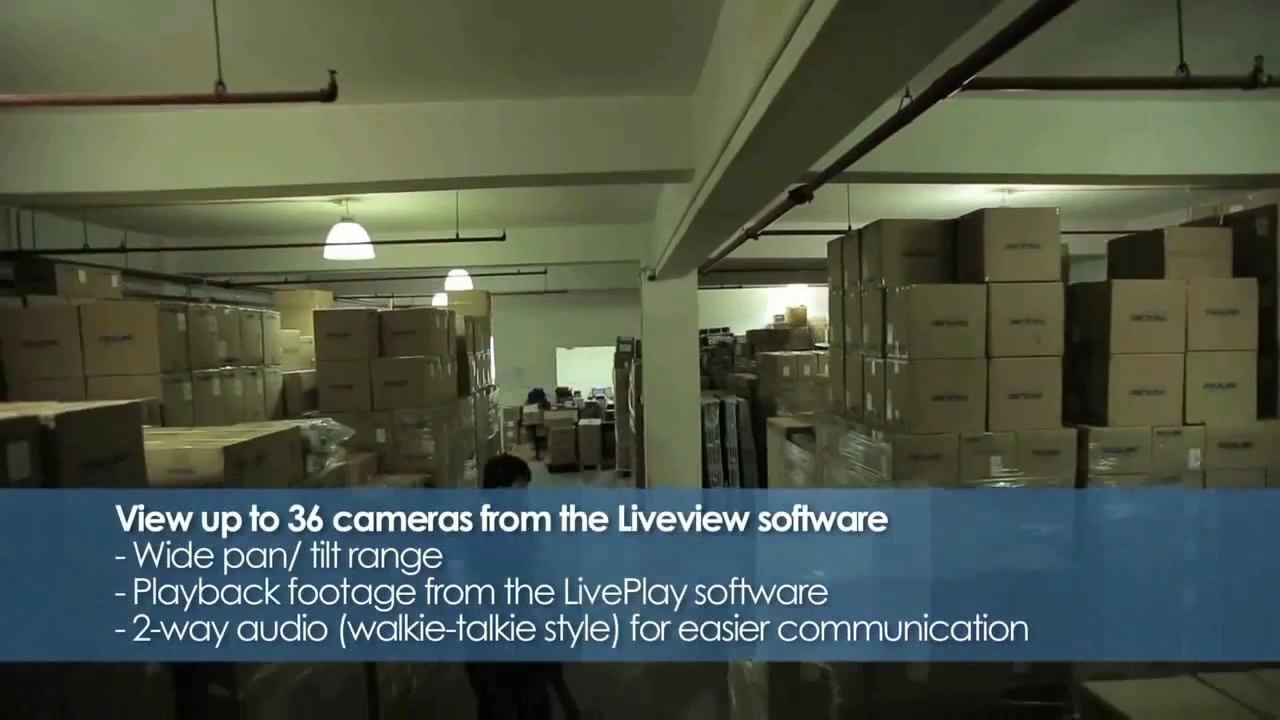 View up to 36 cameras from the Liveview software
- Wide pan/ tilt range
- Playback footage from the LivePlay software
- 2-way audio (walkie-talkie style) for easier communication